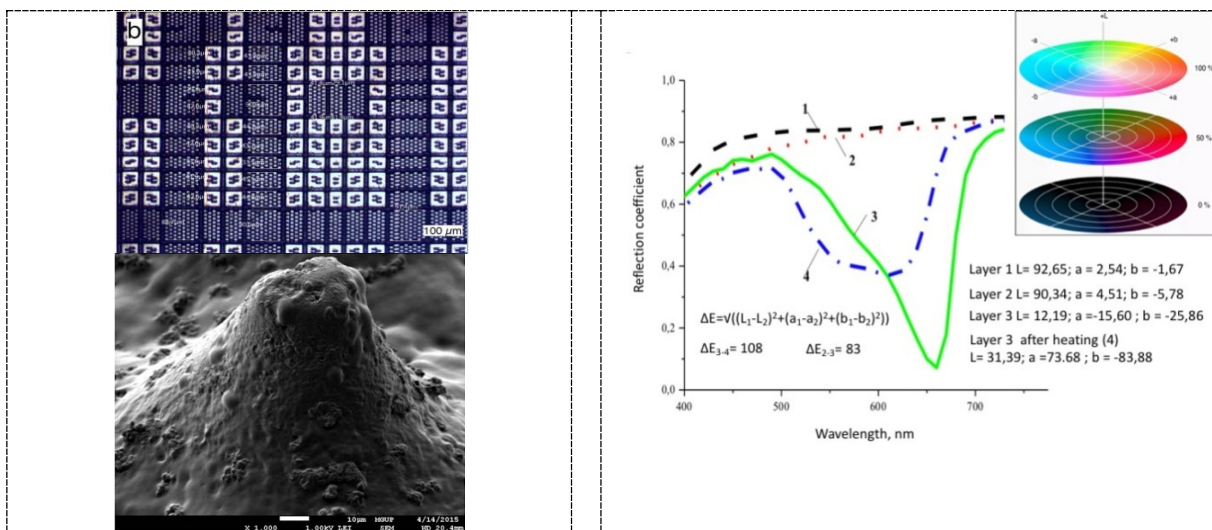 b
100 µm
X 1.000 1.00kV LEI 10µm MGUP SEM 4/14/2015 WD 20.4mm
Reflection coefficient
1,0
0,8
0,6
0,4
0,2
0,0
400 500 600 700
Wavelength, nm
1
2
3
4
ΔE=√((L₁-L₂)²+(a₁-a₂)²+(b₁-b₂)²))
ΔE₃₋₄= 108 ΔE₂₋₃= 83
+L
-a +b
-b +a
100 %
50 %
0 %
Layer 1 L= 92,65; a = 2,54; b = -1,67
Layer 2 L= 90,34; a = 4,51; b = -5,78
Layer 3 L= 12,19; a =-15,60 ; b = -25,86
Layer 3 after heating (4)
L= 31,39; a =73.68 ; b = -83,88